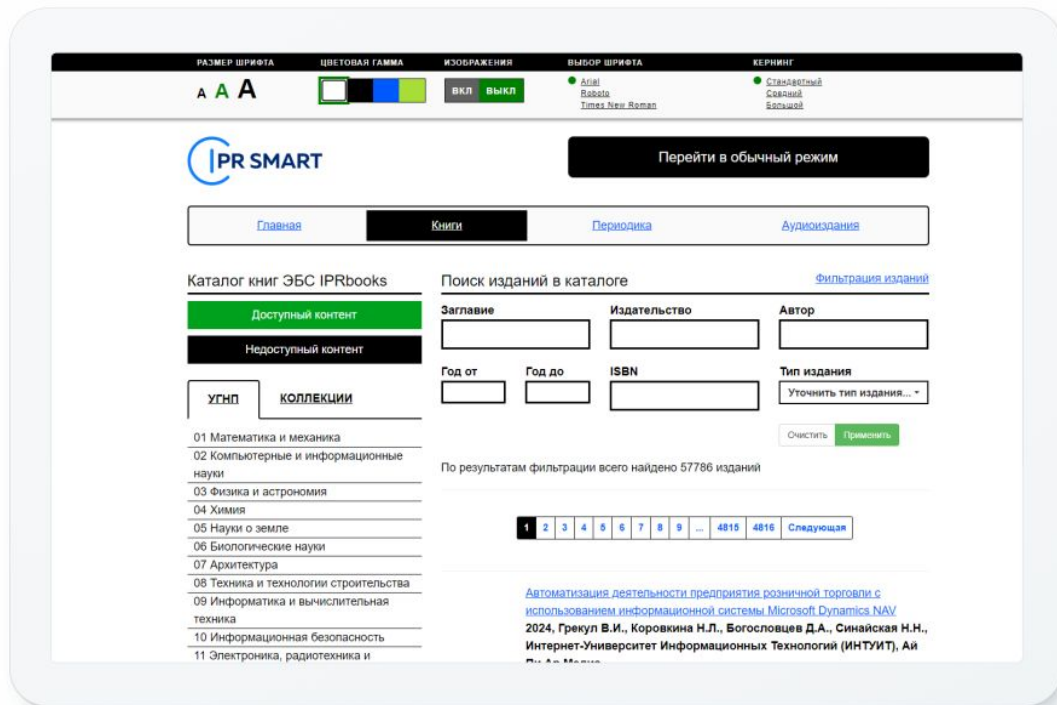 РАЗМЕР ШРИФТА ЦВЕТОВАЯ ГАММА ИЗОБРАЖЕНИЯ ВЫБОР ШРИФТА КЕРНИНГ
А А А
ВКЛ ВЫКЛ
Arial
Roboto
Times New Roman
Стандартный
Средний
Большой
IPR SMART
Перейти в обычный режим
Главная Книги Периодика Аудиоиздания
Каталог книг ЭБС IPRbooks
Доступный контент
Недоступный контент
УГНП КОЛЛЕКЦИИ
01 Математика и механика
02 Компьютерные и информационные
науки
03 Физика и астрономия
04 Химия
05 Науки о земле
06 Биологические науки
07 Архитектура
08 Техника и технологии строительства
09 Информатика и вычислительная
техника
10 Информационная безопасность
11 Электроника, радиотехника и
Поиск изданий в каталоге Фильтрация изданий
Заглавие Издательство Автор
Год от Год до ISBN Тип издания
Уточнить тип издания...
Очистить Применить
По результатам фильтрации всего найдено 57786 изданий
1 2 3 4 5 6 7 8 9 ... 4815 4816 Следующая
Автоматизация деятельности предприятия розничной торговли с
использованием информационной системы Microsoft Dynamics NAV
2024, Грекул В.И., Коровкина Н.Л., Богословцев Д.А., Синайская Н.Н.,
Интернет-Университет Информационных Технологий (ИНТУИТ), Ай
Пи Ар Медиа